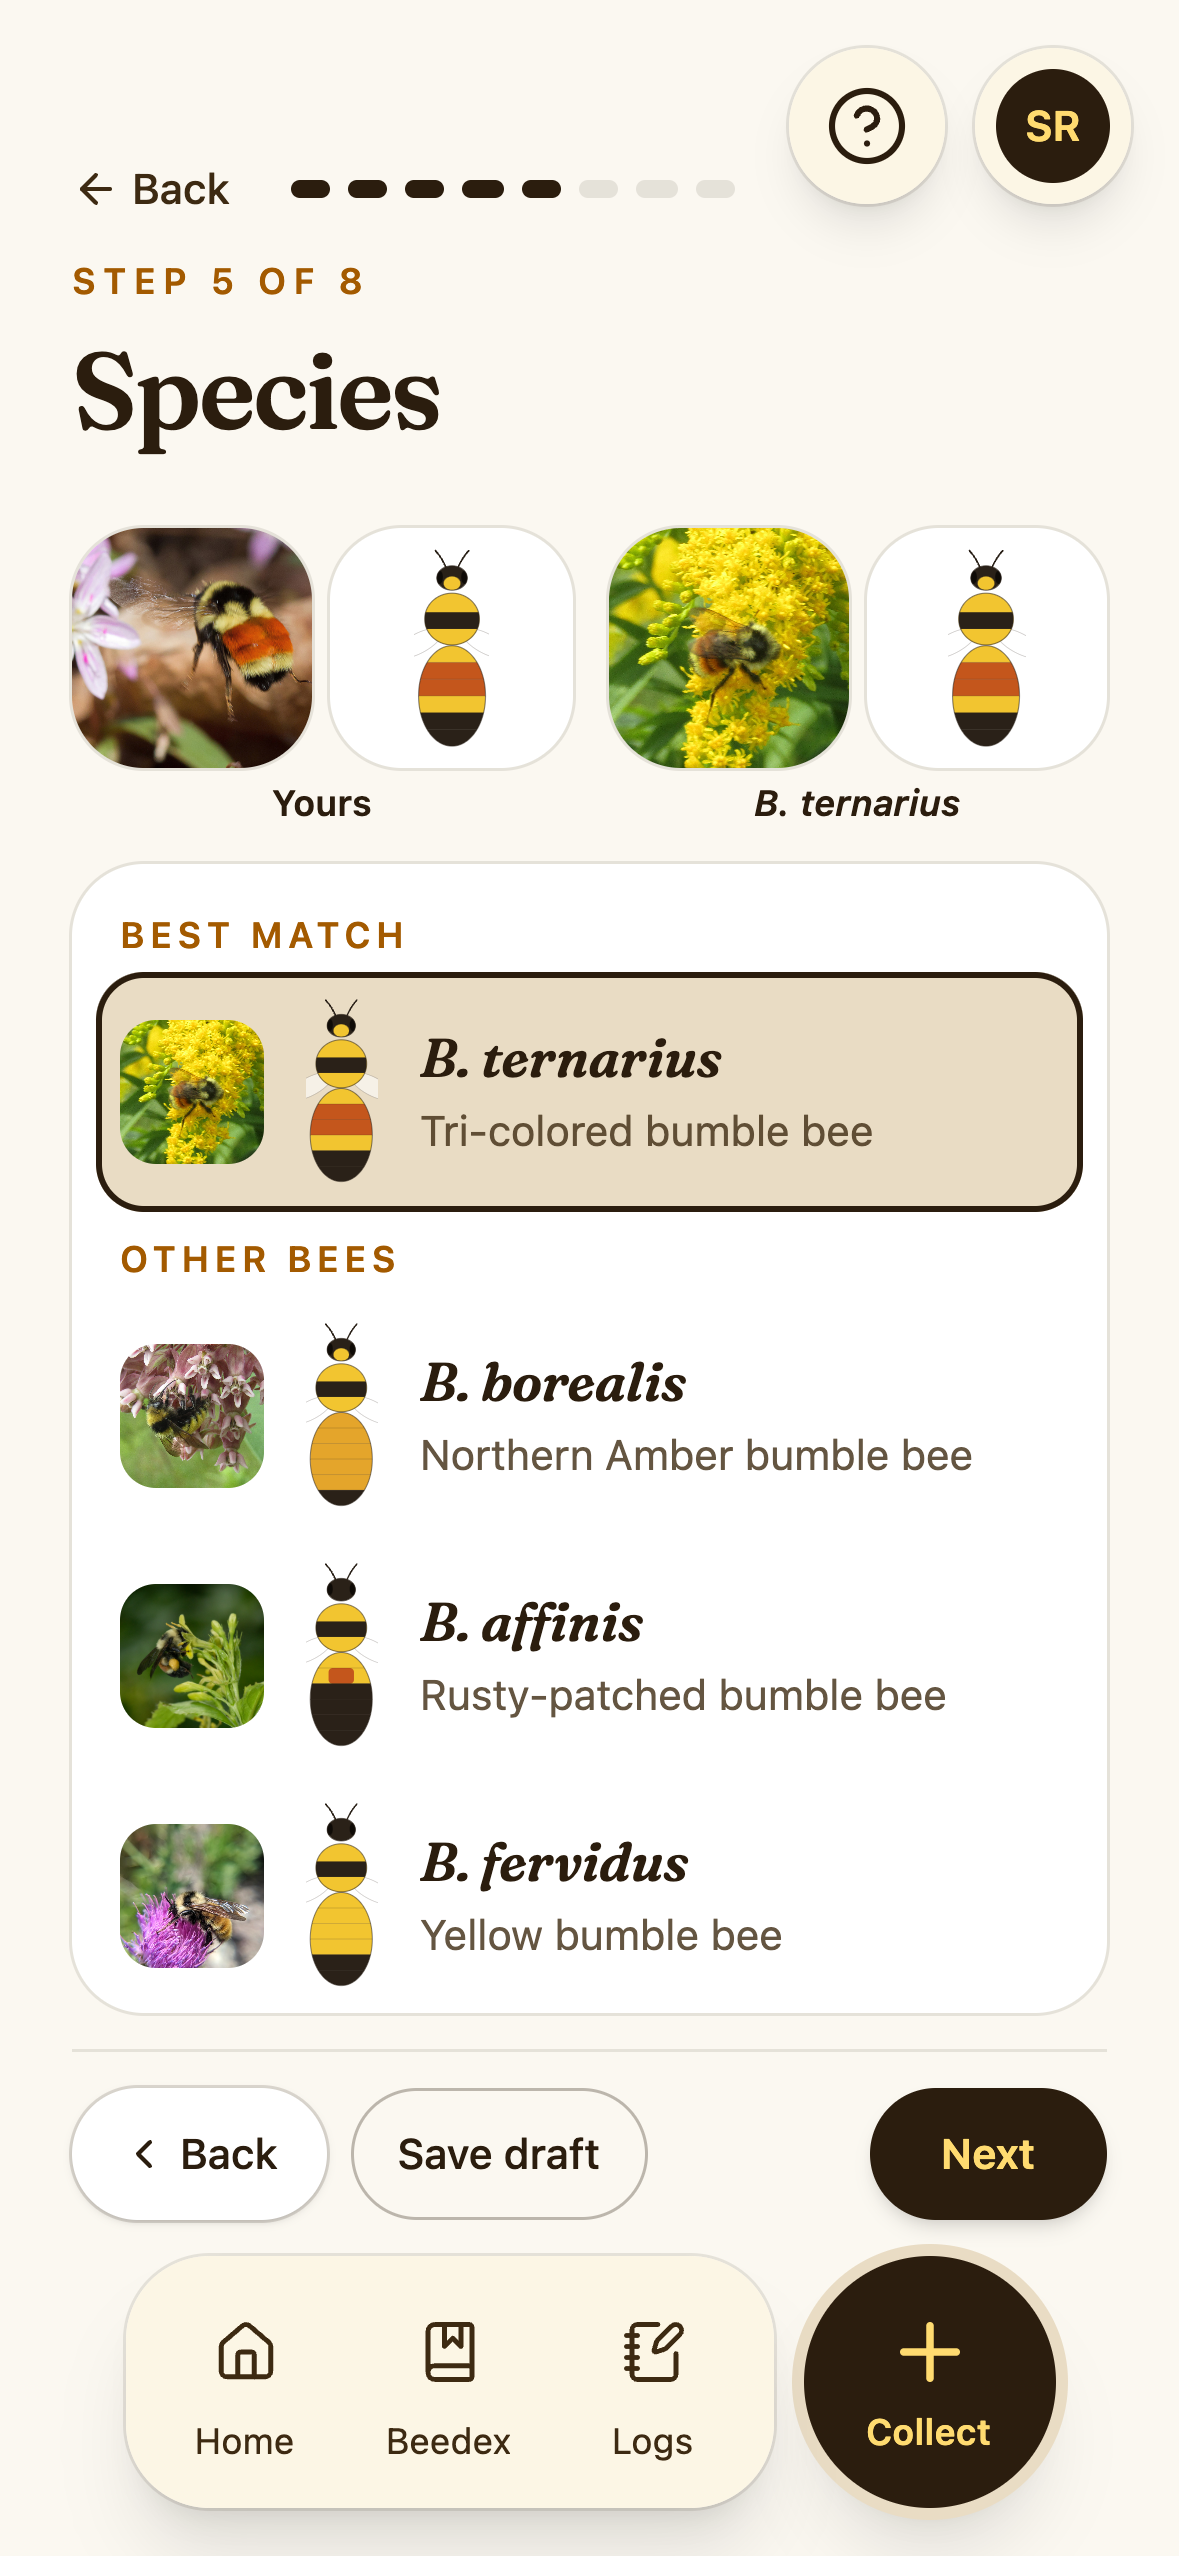 SR
Back
STEP 5 OF 8
Species
Yours
B. ternarius
BEST MATCH
B. ternarius
Tri-colored bumble bee
OTHER BEES
B. borealis
Northern Amber bumble bee
B. affinis
Rusty-patched bumble bee
B. fervidus
Yellow bumble bee
Back
Save draft
Next
Home
Beedex
Logs
Collect